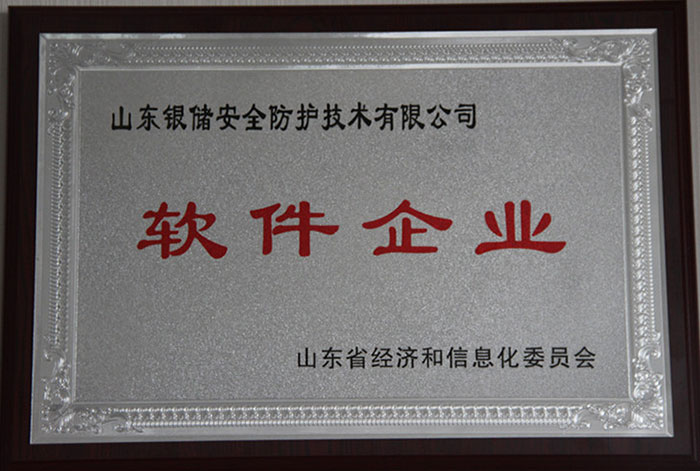 山东银储安全防护技术有限公司
软件企业
山东省经济和信息化委员会